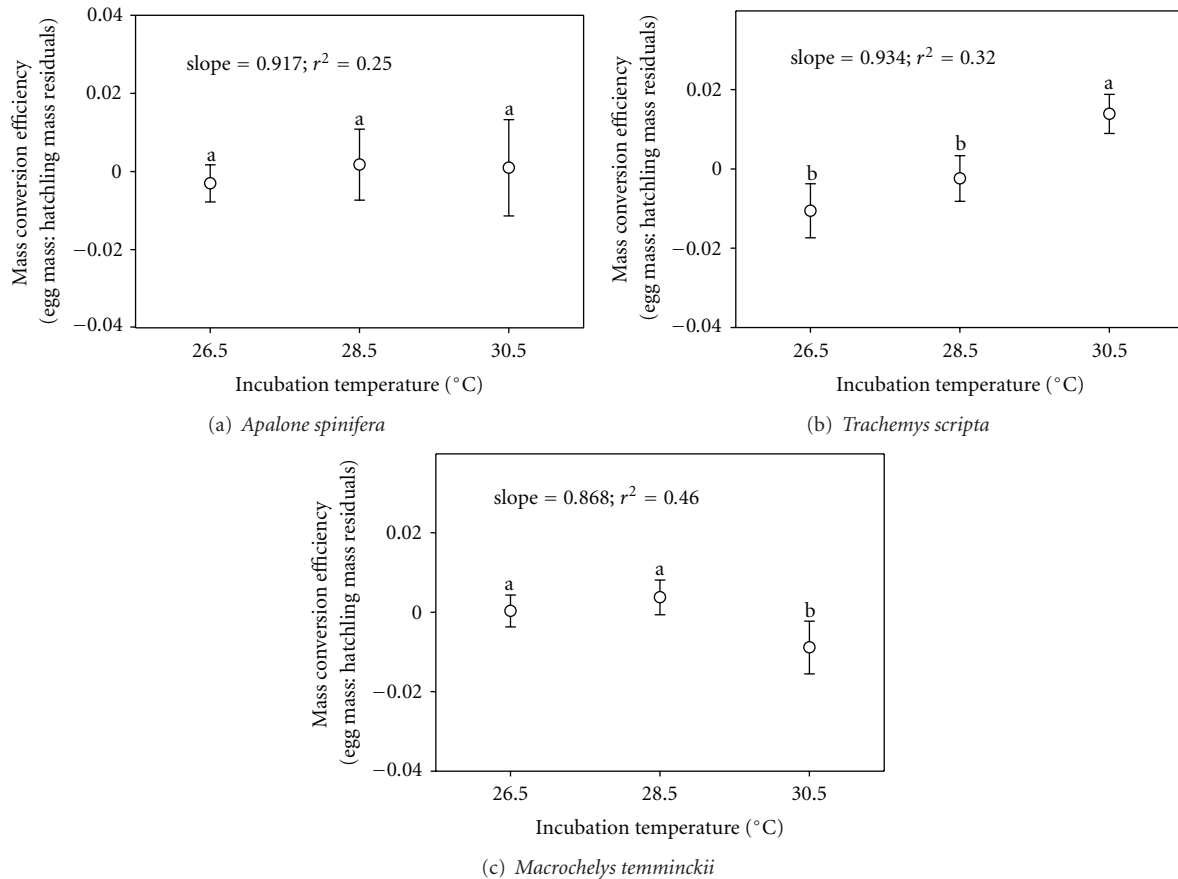 Mass conversion efficiency
(egg mass: hatchling mass residuals)
0.04
0.02
0
−0.02
−0.04
slope = 0.917; r² = 0.25
a
a
a
26.5
28.5
30.5
Incubation temperature (°C)
(a) Apalone spinifera
Mass conversion efficiency
(egg mass: hatchling mass residuals)
0.02
0
−0.02
−0.04
slope = 0.934; r² = 0.32
b
b
a
26.5
28.5
30.5
Incubation temperature (°C)
(b) Trachemys scripta
Mass conversion efficiency
(egg mass: hatchling mass residuals)
0.02
0
−0.02
−0.04
slope = 0.868; r² = 0.46
a
a
b
26.5
28.5
30.5
Incubation temperature (°C)
(c) Macrochelys temminckii